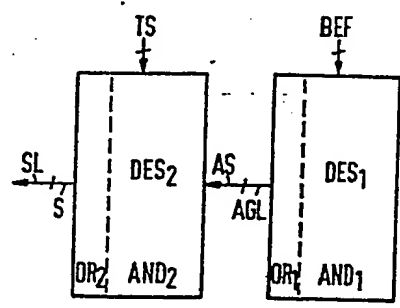 TS BEF
SL DES₂ AS DES₁
S AGL
OR₂ AND₂ OR₁ AND₁